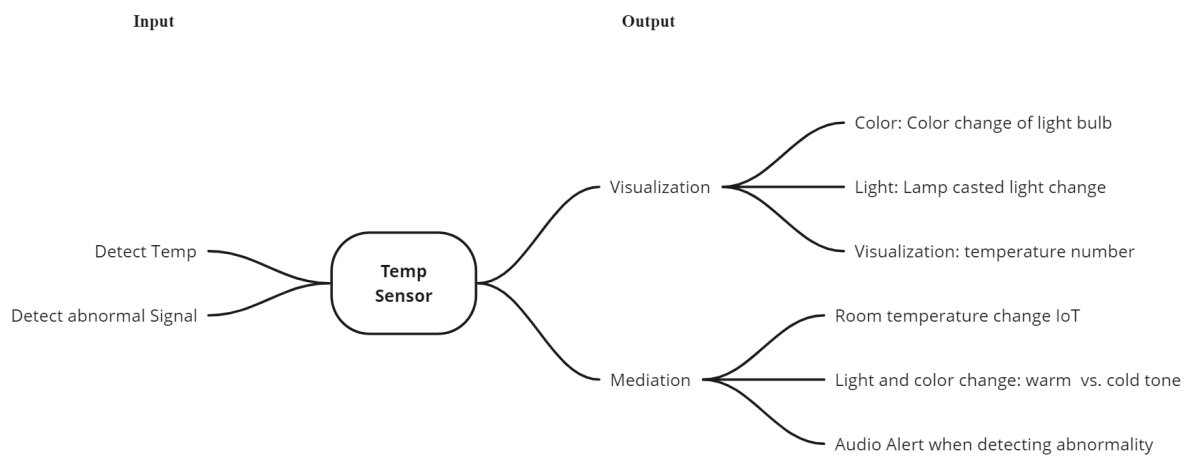 Input
Output
Detect Temp
Detect abnormal Signal
Temp
Sensor
Visualization
Color: Color change of light bulb
Light: Lamp casted light change
Visualization: temperature number
Mediation
Room temperature change IoT
Light and color change: warm  vs. cold tone
Audio Alert when detecting abnormality